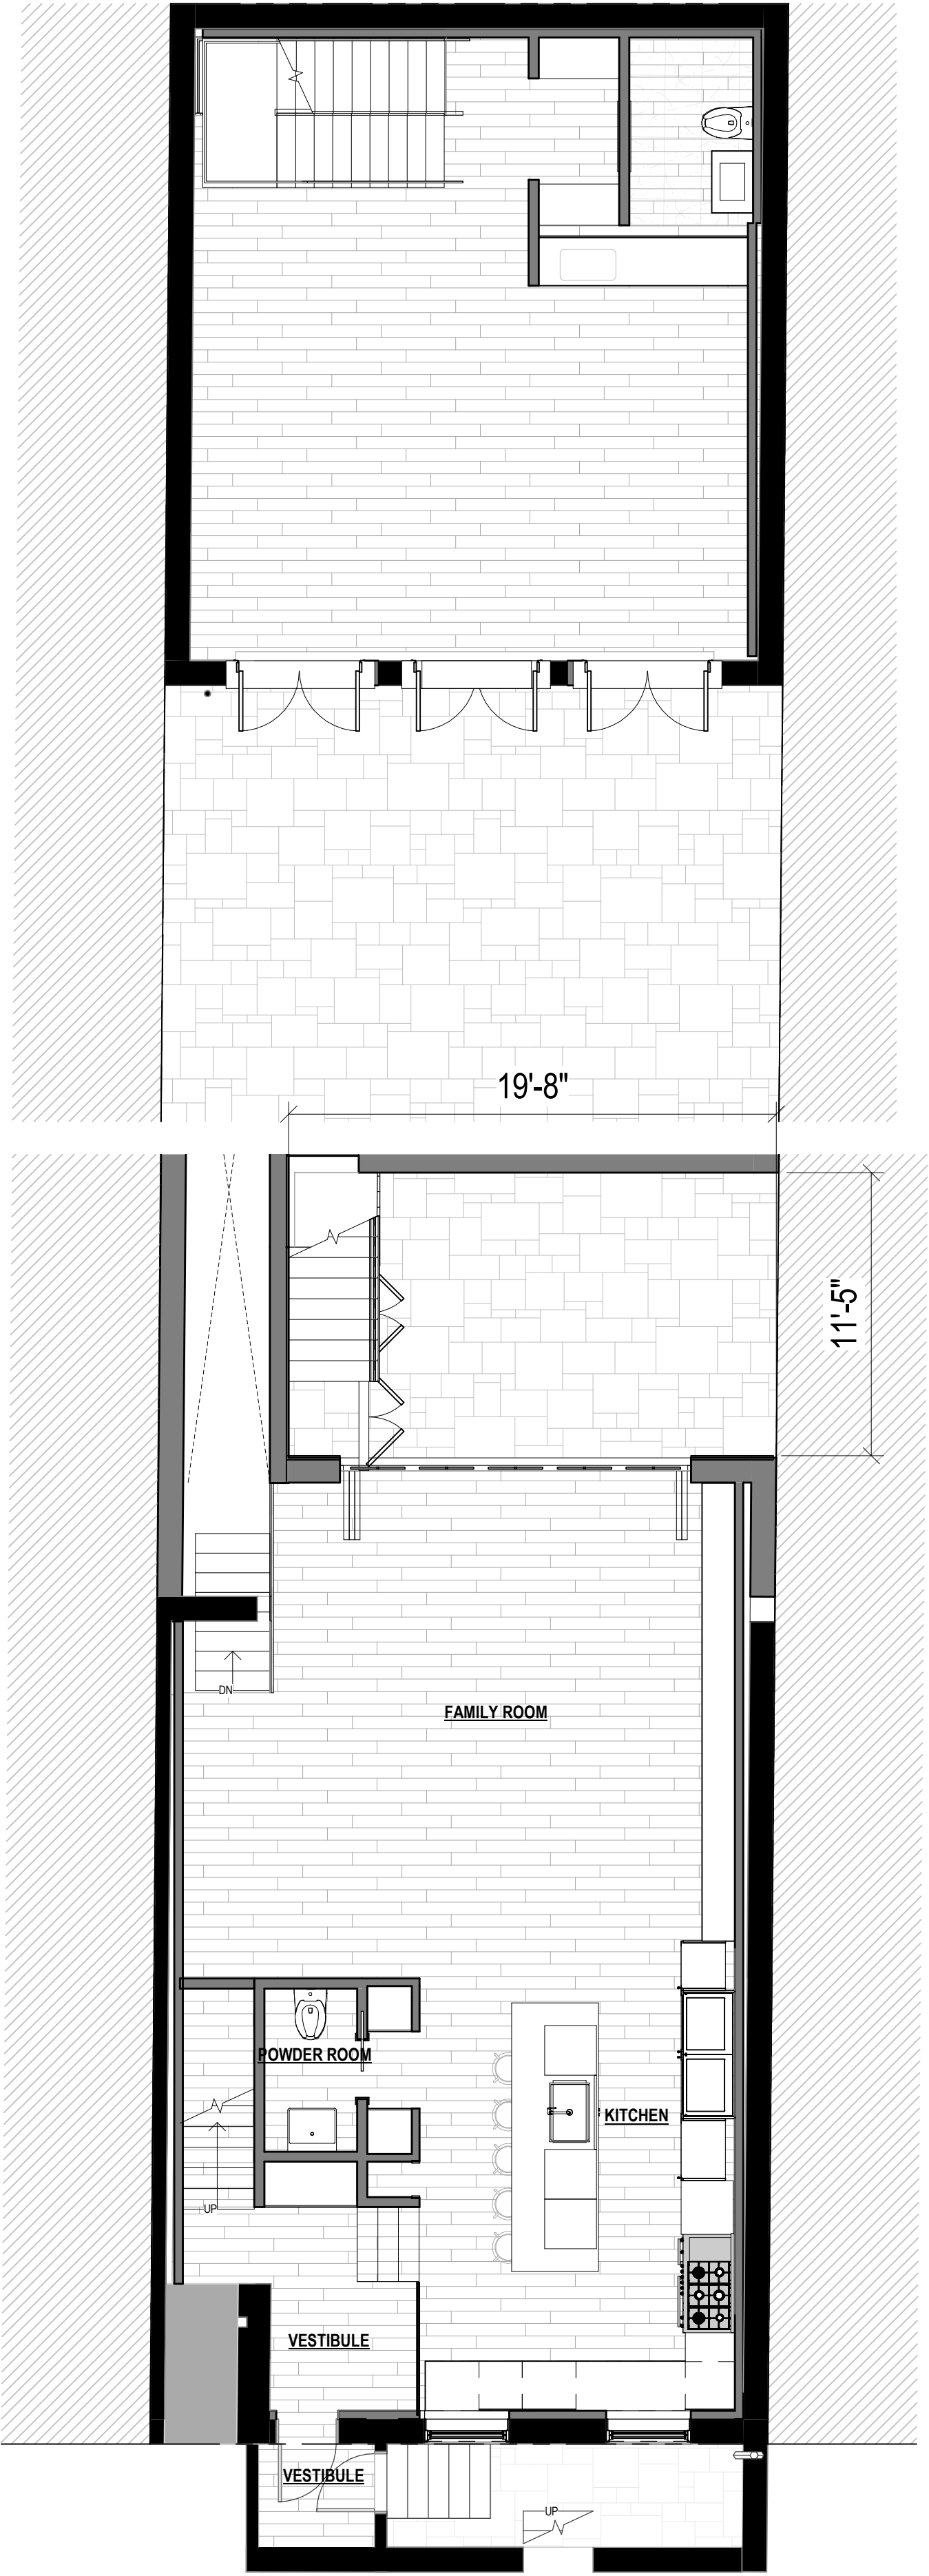 19'-8"
11'-5"
DN
FAMILY ROOM
POWDER ROOM
KITCHEN
UP
VESTIBULE
VESTIBULE
UP